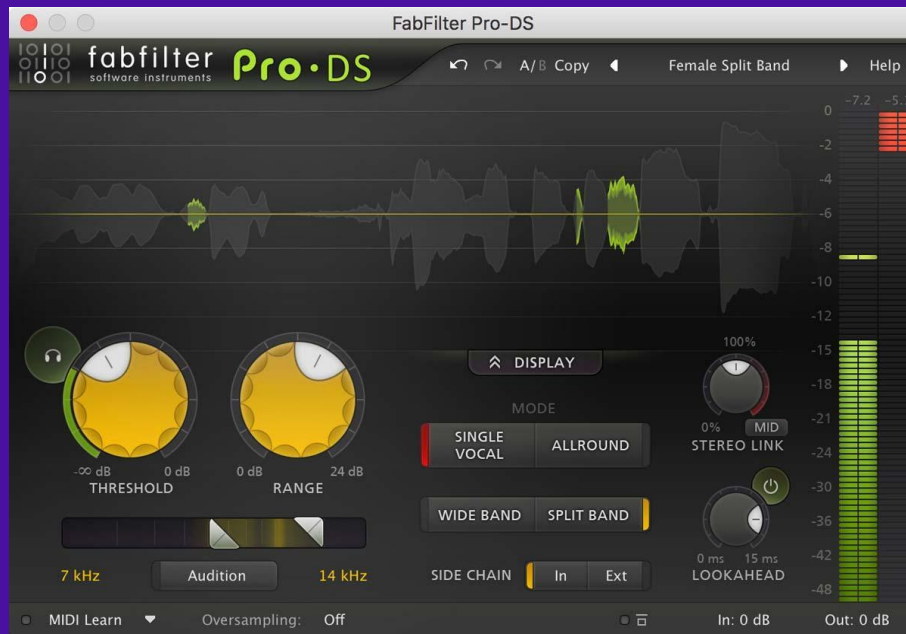 FabFilter Pro-DS
fabfilter
software instruments
Pro·DS
A/B Copy
Female Split Band
Help
-7.2
0
-2
-4
-6
-8
-10
-12
-15
-18
-21
-24
-30
-36
-42
-48
DISPLAY
MODE
SINGLE VOCAL
ALLROUND
WIDE BAND SPLIT BAND
SIDE CHAIN In Ext
-∞ dB 0 dB
THRESHOLD
0 dB 24 dB
RANGE
7 kHz Audition 14 kHz
100%
0% MID
STEREO LINK
0 ms 15 ms
LOOKAHEAD
MIDI Learn Oversampling: Off In: 0 dB Out: 0 dB